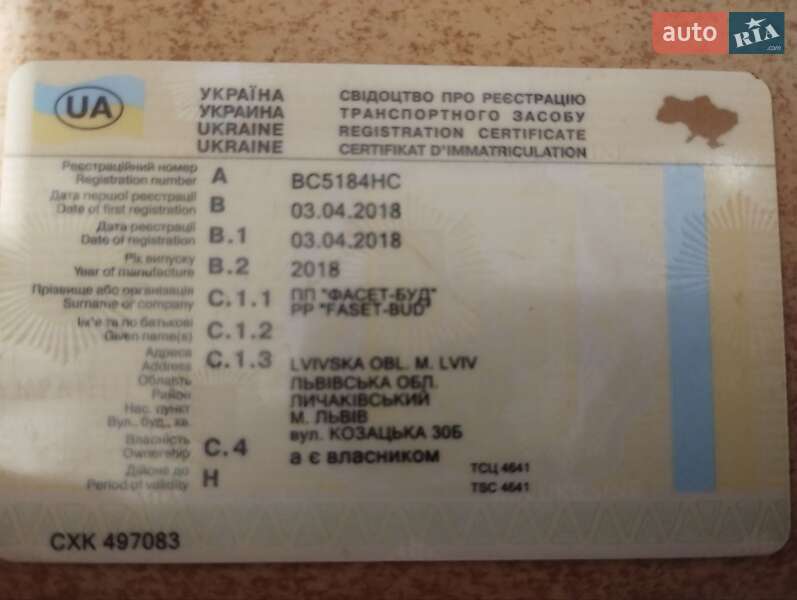 auto RIA .com
UA
УКРАЇНА СВІДОЦТВО ПРО РЕЄСТРАЦІЮ
УКРАИНА ТРАНСПОРТНОГО ЗАСОБУ
UKRAINE REGISTRATION CERTIFICATE
UKRAINE CERTIFIKAT D'IMMATRICULATION
Реєстраційний номер
Registration number A BC5184HC
Дата першої реєстрації
Date of first registration B 03.04.2018
Дата реєстрації
Date of registration B.1 03.04.2018
Рік випуску
Year of manufacture B.2 2018
Прізвище або організація C.1.1 ПП "ФАСЕТ-БУД"
Surname or company PP "FASET-BUD"
Ім'я та по батькові
Given name(s) C.1.2
Адреса
Address C.1.3 LVIVSKA OBL. M. LVIV
Область ЛЬВІВСЬКА ОБЛ.
Район ЛИЧАКІВСЬКИЙ
Нас. пункт М. ЛЬВІВ
Вул., буд., кв. вул. КОЗАЦЬКА 30Б
Власність
Ownership C.4 а є власником
Дійсне до ТСЦ 4641
Period of validity H TSC 4641
СХК 497083